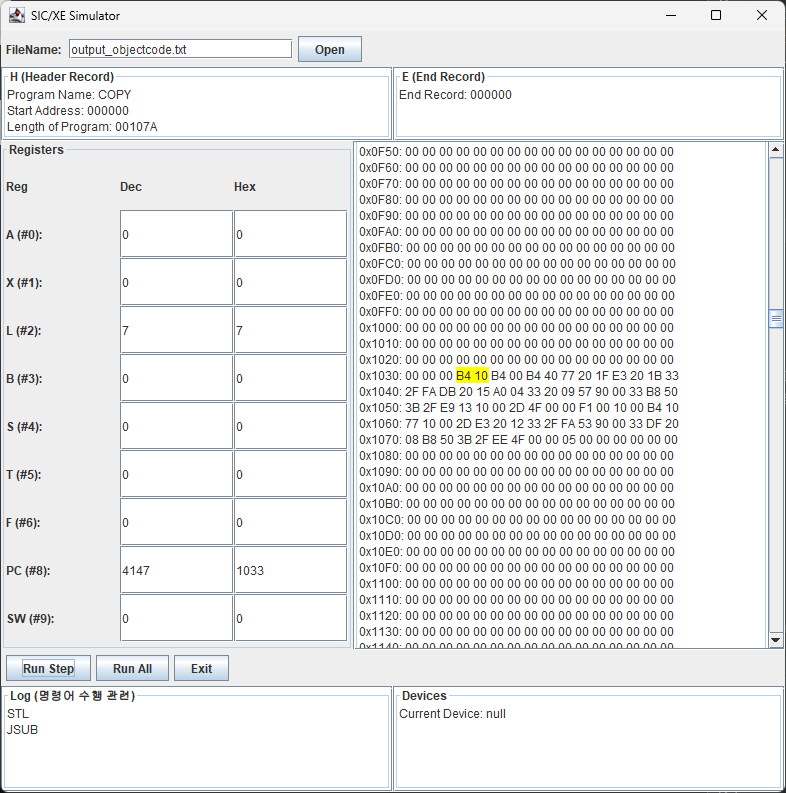 SIC/XE Simulator
FileName: output_objectcode.txt Open
H (Header Record)
Program Name: COPY
Start Address: 000000
Length of Program: 00107A
E (End Record)
End Record: 000000
Registers
Reg Dec Hex
A (#0): 0 0
X (#1): 0 0
L (#2): 7 7
B (#3): 0 0
S (#4): 0 0
T (#5): 0 0
F (#6): 0 0
PC (#8): 4147 1033
SW (#9): 0 0
0x0F50: 00 00 00 00 00 00 00 00 00 00 00 00 00 00 00 00
0x0F60: 00 00 00 00 00 00 00 00 00 00 00 00 00 00 00 00
0x0F70: 00 00 00 00 00 00 00 00 00 00 00 00 00 00 00 00
0x0F80: 00 00 00 00 00 00 00 00 00 00 00 00 00 00 00 00
0x0F90: 00 00 00 00 00 00 00 00 00 00 00 00 00 00 00 00
0x0FA0: 00 00 00 00 00 00 00 00 00 00 00 00 00 00 00 00
0x0FB0: 00 00 00 00 00 00 00 00 00 00 00 00 00 00 00 00
0x0FC0: 00 00 00 00 00 00 00 00 00 00 00 00 00 00 00 00
0x0FD0: 00 00 00 00 00 00 00 00 00 00 00 00 00 00 00 00
0x0FE0: 00 00 00 00 00 00 00 00 00 00 00 00 00 00 00 00
0x0FF0: 00 00 00 00 00 00 00 00 00 00 00 00 00 00 00 00
0x1000: 00 00 00 00 00 00 00 00 00 00 00 00 00 00 00 00
0x1010: 00 00 00 00 00 00 00 00 00 00 00 00 00 00 00 00
0x1020: 00 00 00 00 00 00 00 00 00 00 00 00 00 00 00 00
0x1030: 00 00 00 B4 10 B4 00 B4 40 77 20 1F E3 20 1B 33
0x1040: 2F FA DB 20 15 A0 04 33 20 09 57 90 00 33 B8 50
0x1050: 3B 2F E9 13 10 00 2D 4F 00 00 F1 00 10 00 B4 10
0x1060: 77 10 00 2D E3 20 12 33 2F FA 53 90 00 33 DF 20
0x1070: 08 B8 50 3B 2F EE 4F 00 00 05 00 00 00 00 00 00
0x1080: 00 00 00 00 00 00 00 00 00 00 00 00 00 00 00 00
0x1090: 00 00 00 00 00 00 00 00 00 00 00 00 00 00 00 00
0x10A0: 00 00 00 00 00 00 00 00 00 00 00 00 00 00 00 00
0x10B0: 00 00 00 00 00 00 00 00 00 00 00 00 00 00 00 00
0x10C0: 00 00 00 00 00 00 00 00 00 00 00 00 00 00 00 00
0x10D0: 00 00 00 00 00 00 00 00 00 00 00 00 00 00 00 00
0x10E0: 00 00 00 00 00 00 00 00 00 00 00 00 00 00 00 00
0x10F0: 00 00 00 00 00 00 00 00 00 00 00 00 00 00 00 00
0x1100: 00 00 00 00 00 00 00 00 00 00 00 00 00 00 00 00
0x1110: 00 00 00 00 00 00 00 00 00 00 00 00 00 00 00 00
0x1120: 00 00 00 00 00 00 00 00 00 00 00 00 00 00 00 00
0x1130: 00 00 00 00 00 00 00 00 00 00 00 00 00 00 00 00
0x1140: 00 00 00 00 00 00 00 00 00 00 00 00 00 00 00 00
Run Step Run All Exit
Log (명령어 수행 관련)
STL
JSUB
Devices
Current Device: null